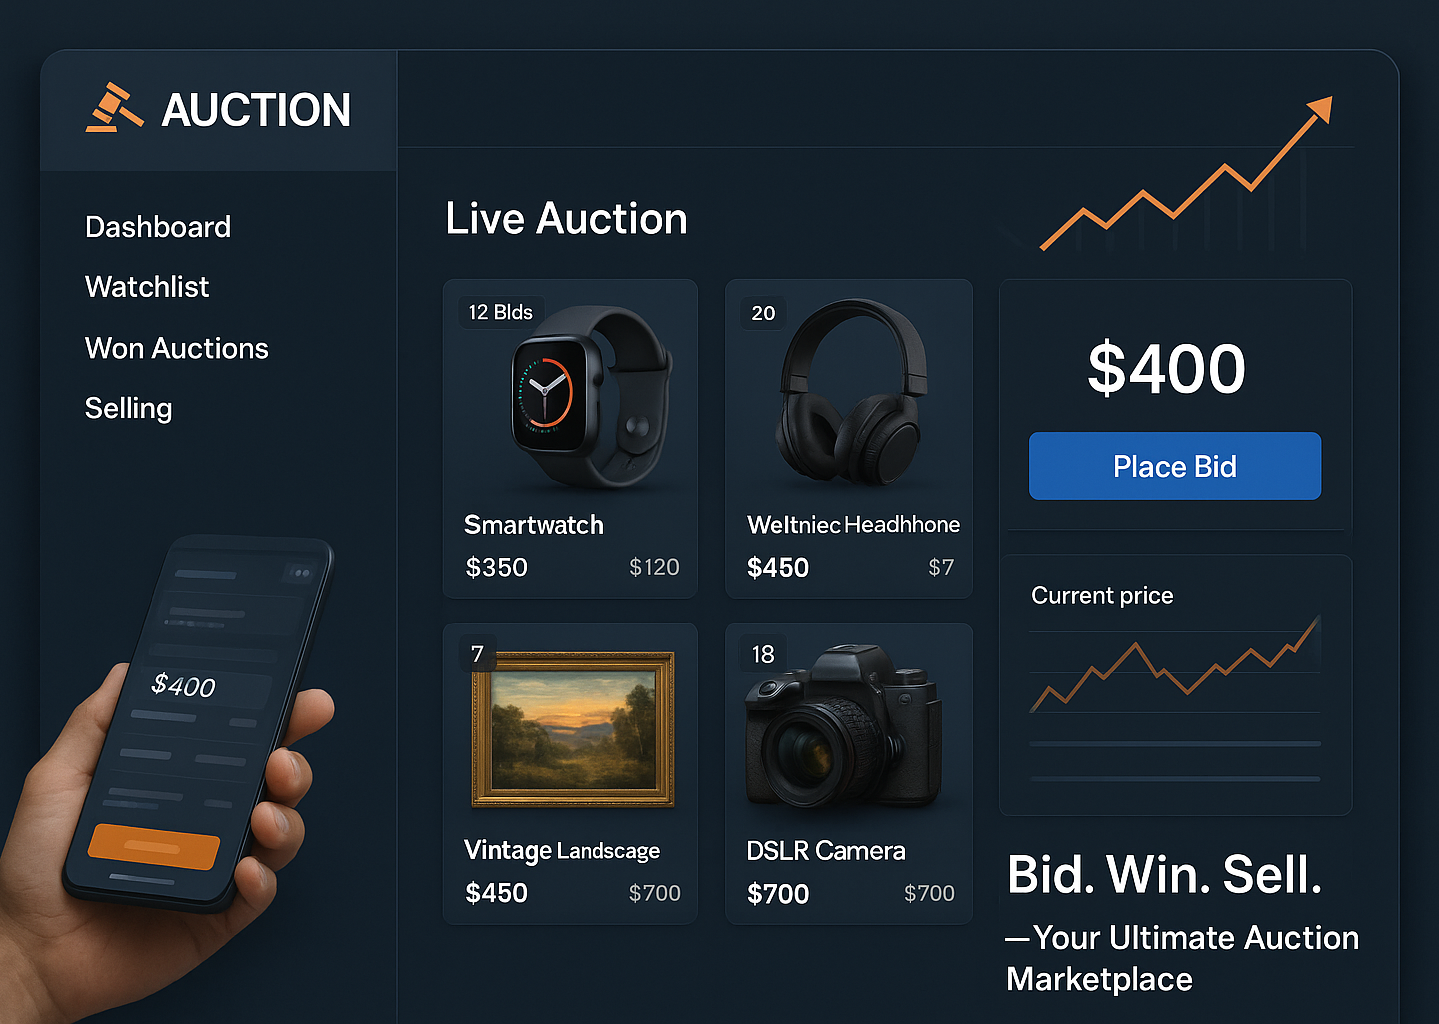 AUCTION
Dashboard
Watchlist
Won Auctions
Selling
$400
Live Auction
12 Blds
Smartwatch
$350 $120
20
Weltniec Headhhone
$450 $7
7
Vintage Landscage
$450 $700
18
DSLR Camera
$700 $700
$400
Place Bid
Current price
Bid. Win. Sell.
—Your Ultimate Auction
Marketplace